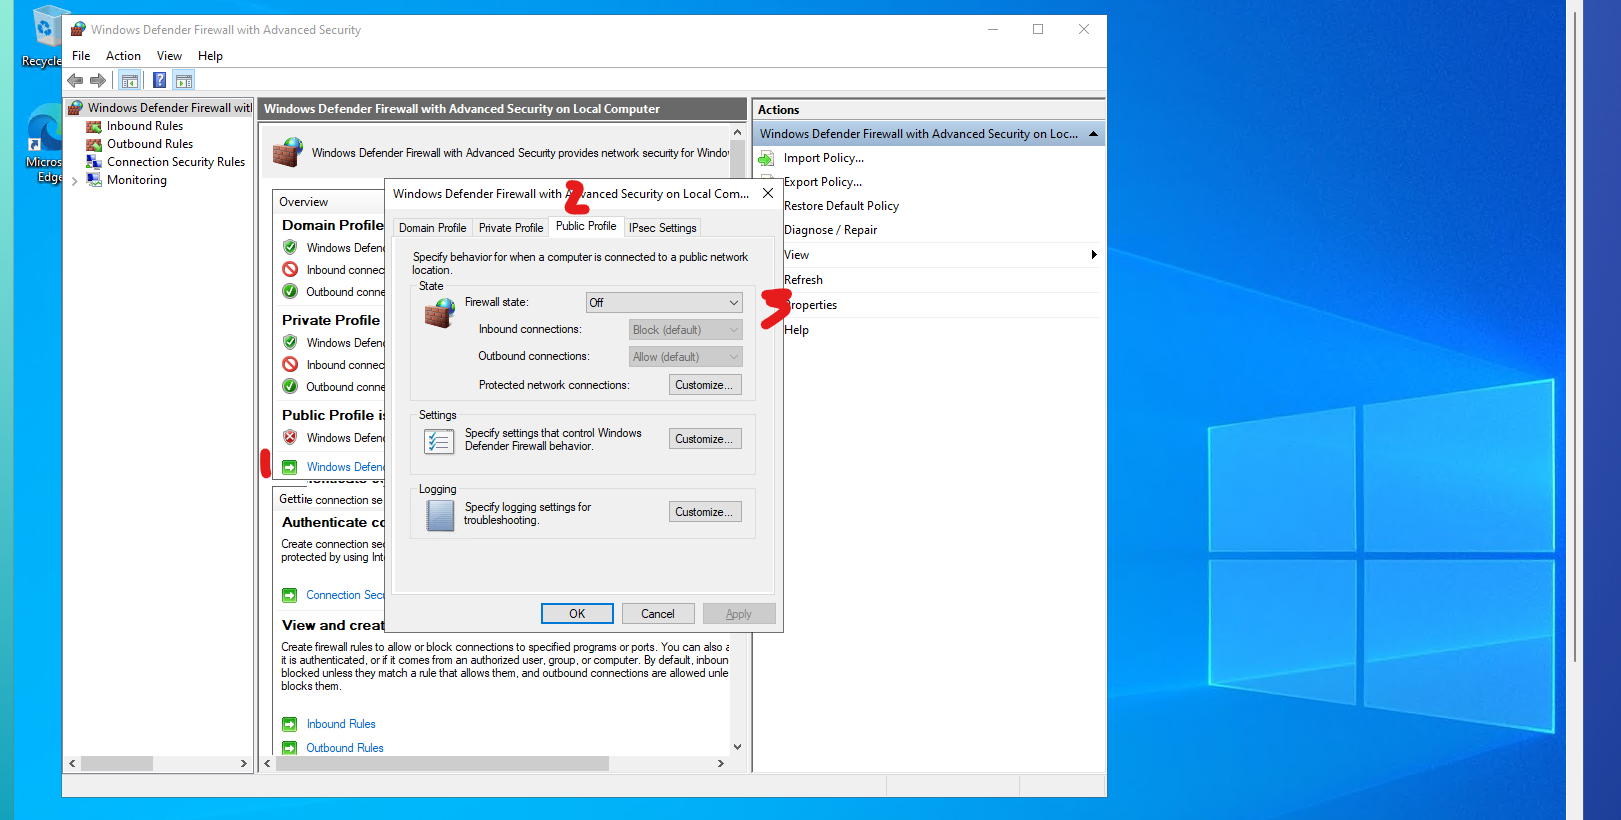 Recycle
Micros
Edge
Windows Defender Firewall with Advanced Security
File Action View Help
Windows Defender Firewall wit
Inbound Rules
Outbound Rules
Connection Security Rules
Monitoring
Windows Defender Firewall with Advanced Security on Local Computer
Windows Defender Firewall with Advanced Security provides network security for Window
Overview
Domain Profile
Windows Defen
Inbound connec
Outbound conne
Private Profile
Windows Defen
Inbound connec
Outbound conne
Public Profile is
Windows Defen
Windows Defen
Gettin
e connection se
Authenticate co
Create connection sec
protected by using Int
Connection Secu
View and creat
Create firewall rules to allow or block connections to specified programs or ports. You can also a
it is authenticated, or if it comes from an authorized user, group, or computer. By default, inboun
blocked unless they match a rule that allows them, and outbound connections are allowed unle
blocks them.
Inbound Rules
Outbound Rules
1
2
3
Windows Defender Firewall with Advanced Security on Local Com...
Domain Profile Private Profile Public Profile IPsec Settings
Specify behavior for when a computer is connected to a public network
location.
State
Firewall state: Off
Inbound connections: Block (default)
Outbound connections: Allow (default)
Protected network connections: Customize...
Settings
Specify settings that control Windows
Defender Firewall behavior.
Customize...
Logging
Specify logging settings for
troubleshooting.
Customize...
OK Cancel Apply
Actions
Windows Defender Firewall with Advanced Security on Loc...
Import Policy...
Export Policy...
Restore Default Policy
Diagnose / Repair
View
Refresh
Properties
Help